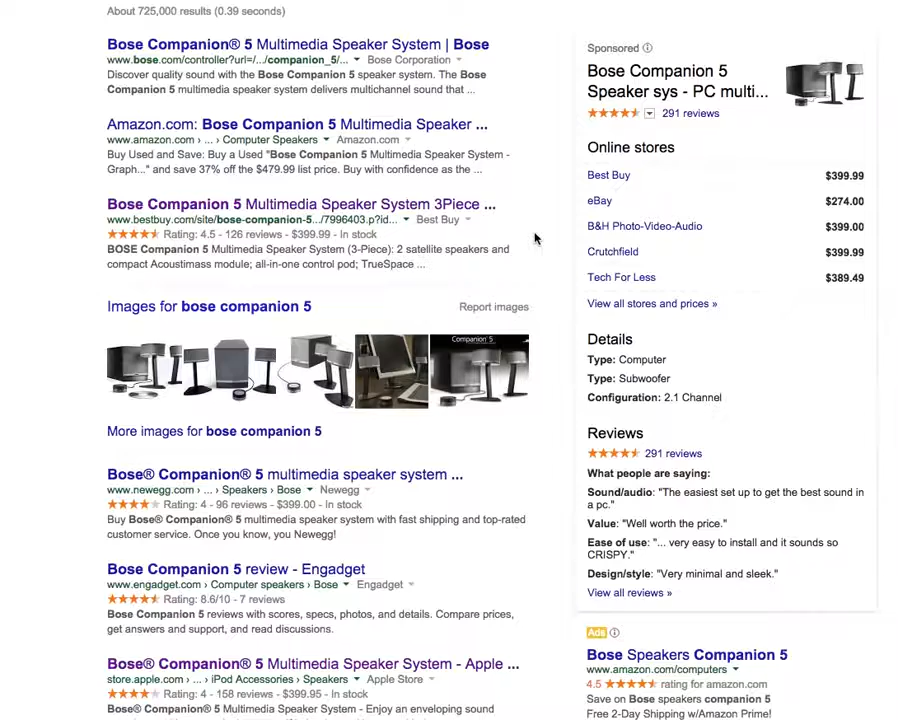 About 725,000 results (0.39 seconds)
Bose Companion® 5 Multimedia Speaker System | Bose
www.bose.com/controller?url=/.../companion_5/... Bose Corporation
Discover quality sound with the Bose Companion 5 speaker system. The Bose
Companion 5 multimedia speaker system delivers multichannel sound that ...
Amazon.com: Bose Companion 5 Multimedia Speaker ...
www.amazon.com › ... › Computer Speakers Amazon.com
Buy Used and Save: Buy a Used "Bose Companion 5 Multimedia Speaker System -
Graph..." and save 37% off the $479.99 list price. Buy with confidence as the ...
Bose Companion 5 Multimedia Speaker System 3Piece ...
www.bestbuy.com/site/bose-companion-5.../7996403.p?id... Best Buy
Rating: 4.5 - 126 reviews - $399.99 - In stock
BOSE Companion 5 Multimedia Speaker System (3-Piece): 2 satellite speakers and
compact Acoustimass module; all-in-one control pod; TrueSpace ...
Images for bose companion 5 Report images
Companion 5
More images for bose companion 5
Bose® Companion® 5 multimedia speaker system ...
www.newegg.com › ... › Speakers › Bose Newegg
Rating: 4 - 96 reviews - $399.00 - In stock
Buy Bose® Companion® 5 multimedia speaker system with fast shipping and top-rated
customer service. Once you know, you Newegg!
Bose Companion 5 review - Engadget
www.engadget.com › Computer speakers › Bose Engadget
Rating: 8.6/10 - 7 reviews
Bose Companion 5 reviews with scores, specs, photos, and details. Compare prices,
get answers and support, and read discussions.
Bose® Companion® 5 Multimedia Speaker System - Apple ...
store.apple.com › ... › iPod Accessories › Speakers Apple Store
Rating: 4 - 158 reviews - $399.95 - In stock
Bose® Companion® 5 Multimedia Speaker System - Enjoy an enveloping sound
Sponsored
Bose Companion 5
Speaker sys - PC multi...
291 reviews
Online stores
Best Buy $399.99
eBay $274.00
B&H Photo-Video-Audio $399.00
Crutchfield $399.99
Tech For Less $389.49
View all stores and prices »
Details
Type: Computer
Type: Subwoofer
Configuration: 2.1 Channel
Reviews
291 reviews
What people are saying:
Sound/audio: "The easiest set up to get the best sound in
a pc."
Value: "Well worth the price."
Ease of use: "... very easy to install and it sounds so
CRISPY."
Design/style: "Very minimal and sleek."
View all reviews »
Ads
Bose Speakers Companion 5
www.amazon.com/computers
4.5 rating for amazon.com
Save on Bose speakers companion 5
Free 2-Day Shipping w/Amazon Prime!